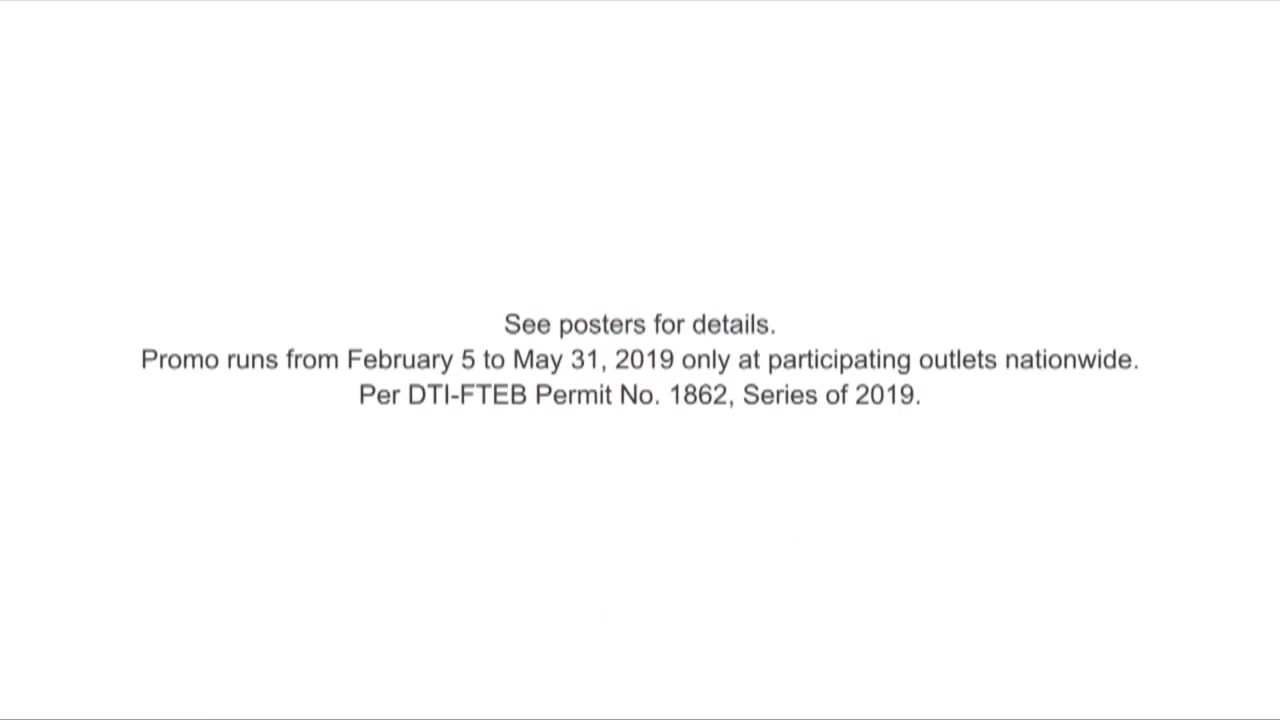 See posters for details.
Promo runs from February 5 to May 31, 2019 only at participating outlets nationwide.
Per DTI-FTEB Permit No. 1862, Series of 2019.